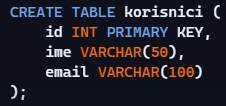 CREATE TABLE korisnici (
    id INT PRIMARY KEY,
    ime VARCHAR(50),
    email VARCHAR(100)
);